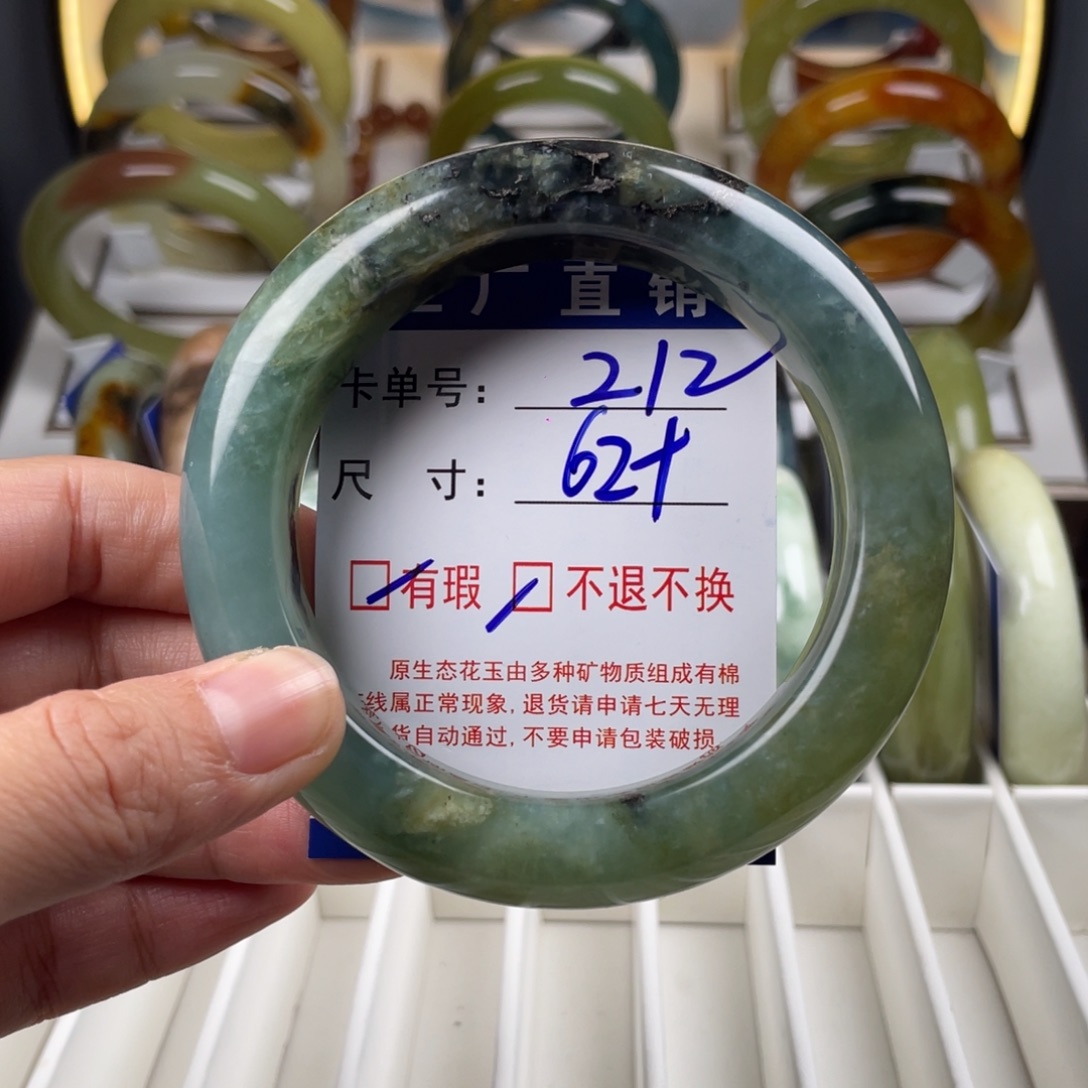 厂直销
卡单号: 212
尺 寸: 62+
有瑕 不退不换
原生态花玉由多种矿物质组成有棉
线属正常现象,退货请申请七天无理
货自动通过,不要申请包装破损